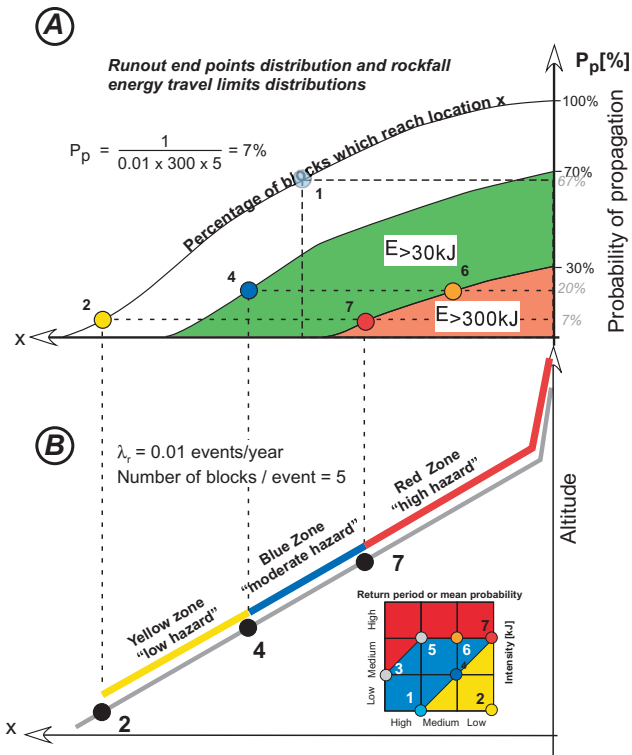 A
Runout end points distribution and rockfall
energy travel limits distributions
Pp[%]
100%
Pp = 1 / 0.01 x 300 x 5 = 7%
Percentage of blocks which reach location x
70%
67%
1
E>30kJ
4
6
30%
20%
2
7
E>300kJ
7%
x
Probability of propagation
B
λr = 0.01 events/year
Number of blocks / event = 5
Red Zone
"high hazard"
Blue Zone
"moderate hazard"
Yellow zone
"low hazard"
7
4
2
x
Altitude
Return period or mean probability
High
Medium
Low
7
5
6
3
4
1
2
High
Medium
Low
Intensity [kJ]